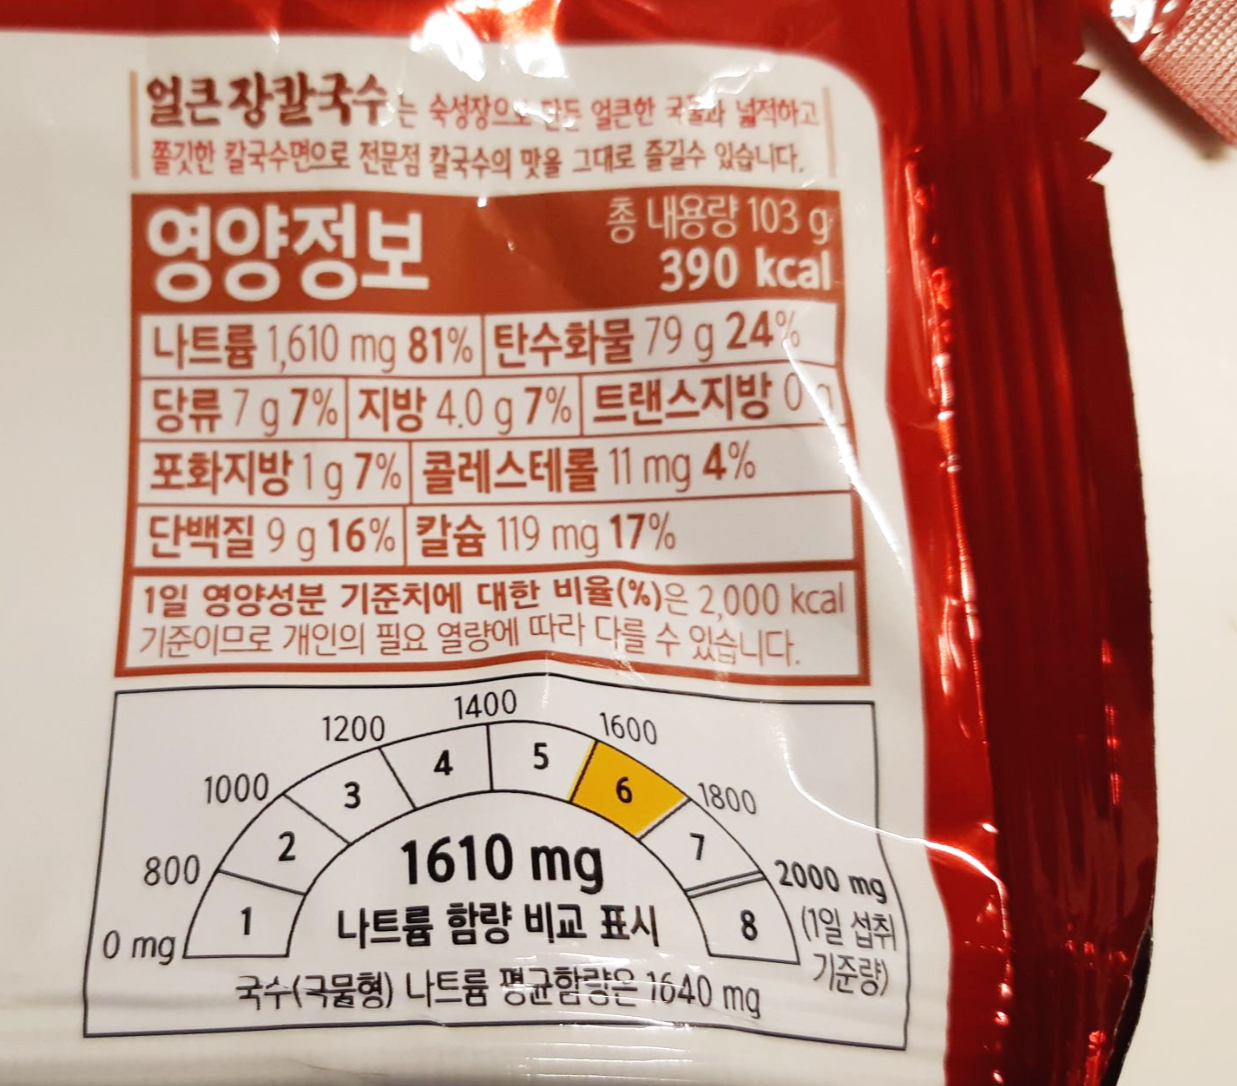 얼큰장칼국수는 숙성장으로 만든 얼큰한 국물과 넓적하고
쫄깃한 칼국수면으로 전문점 칼국수의 맛을 그대로 즐길수 있습니다.
영양정보
총 내용량 103 g
390 kcal
나트륨 1,610 mg 81% 탄수화물 79 g 24%
당류 7 g 7% 지방 4.0 g 7% 트랜스지방 0 g
포화지방 1 g 7% 콜레스테롤 11 mg 4%
단백질 9 g 16% 칼슘 119 mg 17%
1일 영양성분 기준치에 대한 비율(%)은 2,000 kcal
기준이므로 개인의 필요 열량에 따라 다를 수 있습니다.
0 mg 800 1000 1200 1400 1600 1800 2000 mg
(1일 섭취
기준량)
1 2 3 4 5 6 7 8
1610 mg
나트륨 함량 비교 표시
국수(국물형) 나트륨 평균함량은 1640 mg